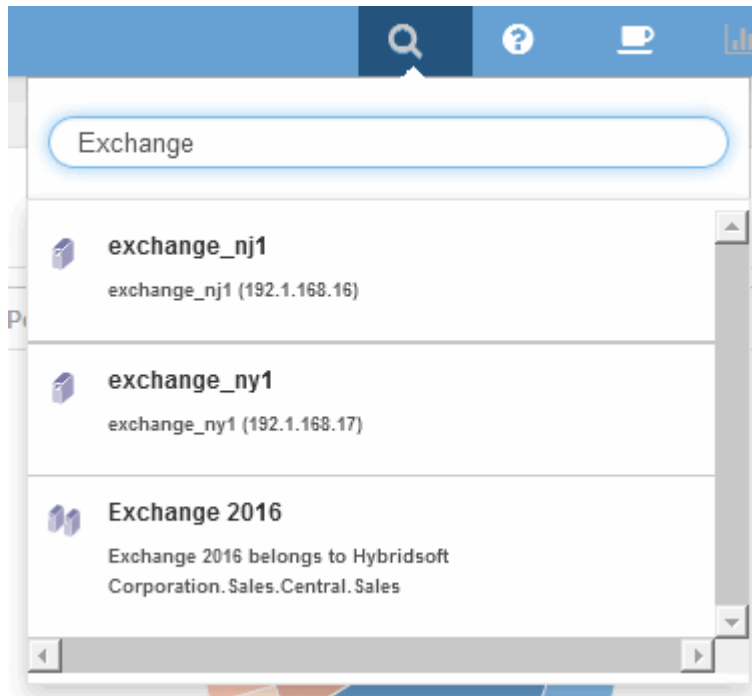 Exchange
exchange_nj1
exchange_nj1 (192.1.168.16)
exchange_ny1
exchange_ny1 (192.1.168.17)
Exchange 2016
Exchange 2016 belongs to Hybridsoft
Corporation.Sales.Central.Sales